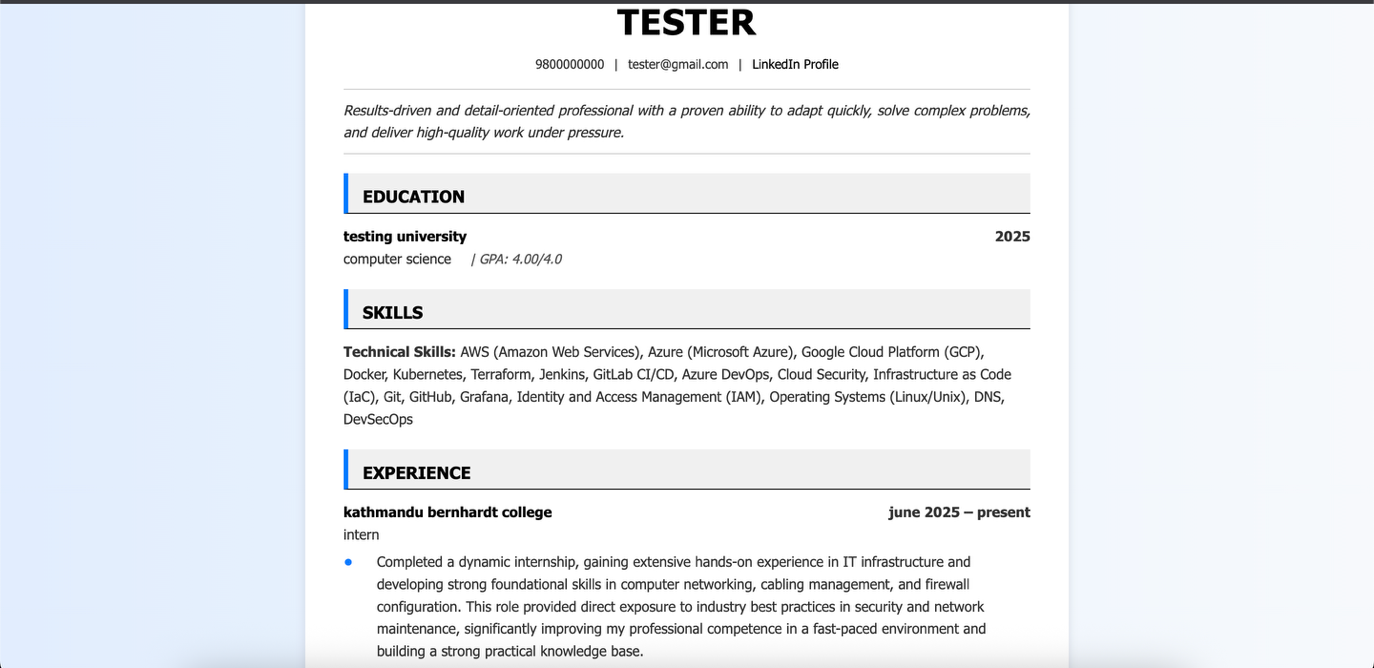 TESTER
9800000000 | tester@gmail.com | LinkedIn Profile
Results-driven and detail-oriented professional with a proven ability to adapt quickly, solve complex problems,
and deliver high-quality work under pressure.
EDUCATION
testing university 2025
computer science | GPA: 4.00/4.0
SKILLS
Technical Skills: AWS (Amazon Web Services), Azure (Microsoft Azure), Google Cloud Platform (GCP),
Docker, Kubernetes, Terraform, Jenkins, GitLab CI/CD, Azure DevOps, Cloud Security, Infrastructure as Code
(IaC), Git, GitHub, Grafana, Identity and Access Management (IAM), Operating Systems (Linux/Unix), DNS,
DevSecOps
EXPERIENCE
kathmandu bernhardt college june 2025 – present
intern
• Completed a dynamic internship, gaining extensive hands-on experience in IT infrastructure and
developing strong foundational skills in computer networking, cabling management, and firewall
configuration. This role provided direct exposure to industry best practices in security and network
maintenance, significantly improving my professional competence in a fast-paced environment and
building a strong practical knowledge base.